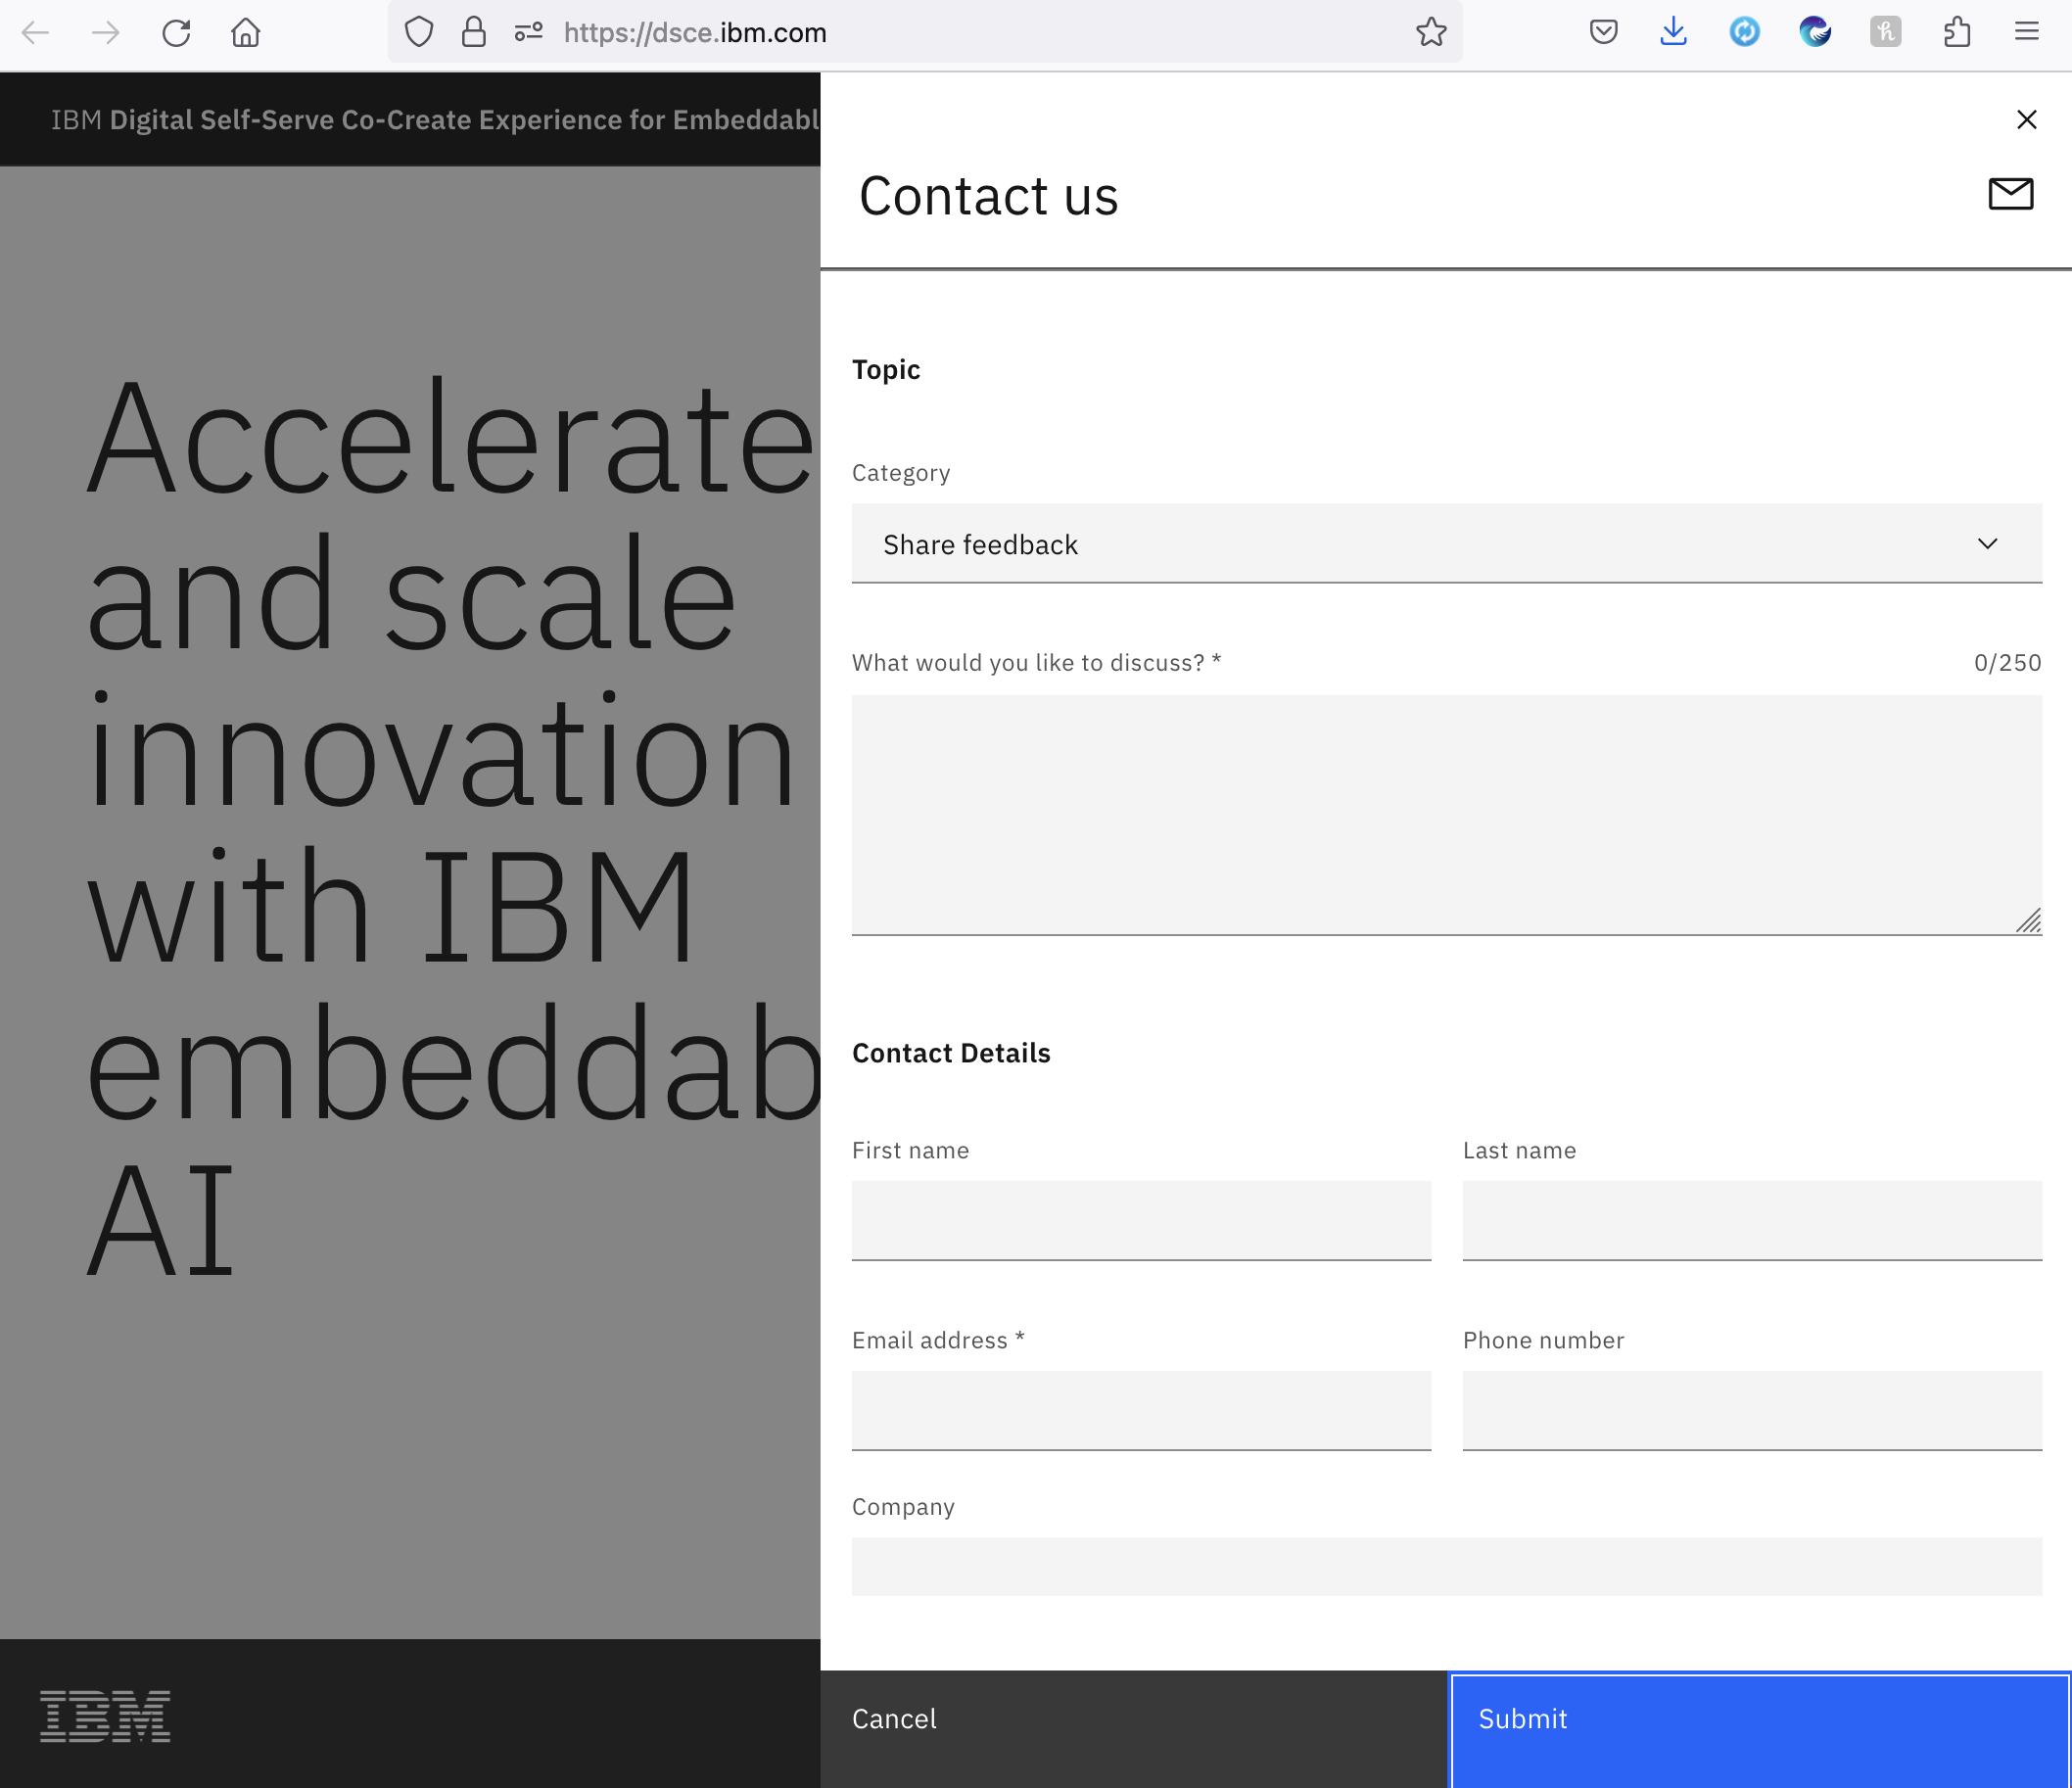 https://dsce.ibm.com
IBM Digital Self-Serve Co-Create Experience for Embeddabl
Accelerate
and scale
innovation
with IBM
embeddab
AI
IBM
Contact us
Topic
Category
Share feedback
What would you like to discuss? *
0/250
Contact Details
First name
Last name
Email address *
Phone number
Company
Cancel
Submit